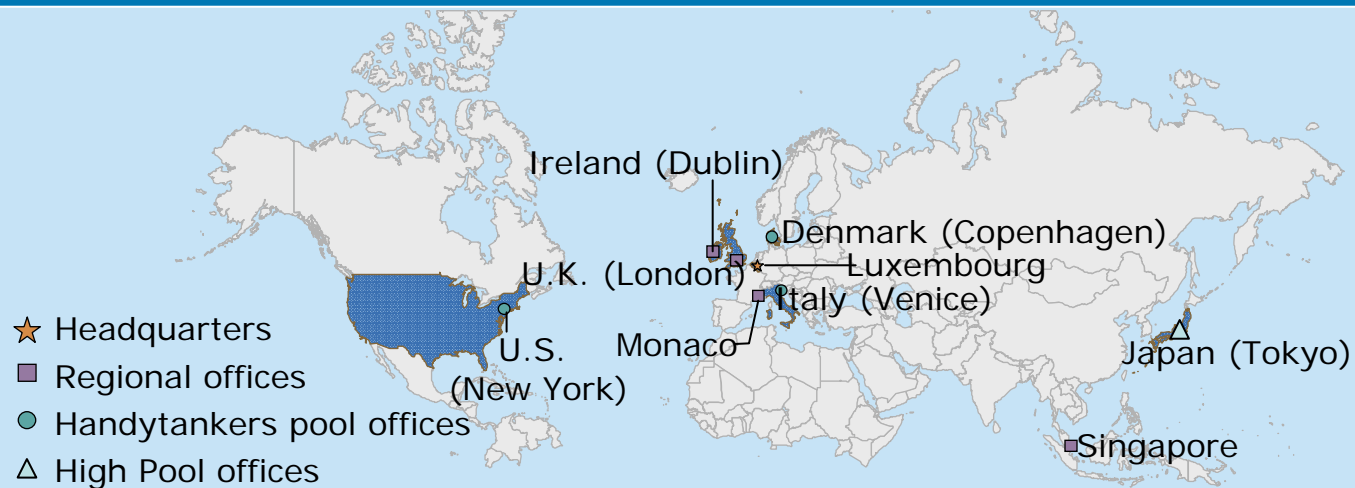 Ireland (Dublin)
Denmark (Copenhagen)
Luxembourg
U.K. (London)
Italy (Venice)
Headquarters
Monaco
U.S.
(New York)
Japan (Tokyo)
Regional offices
Handytankers pool offices
Singapore
High Pool offices